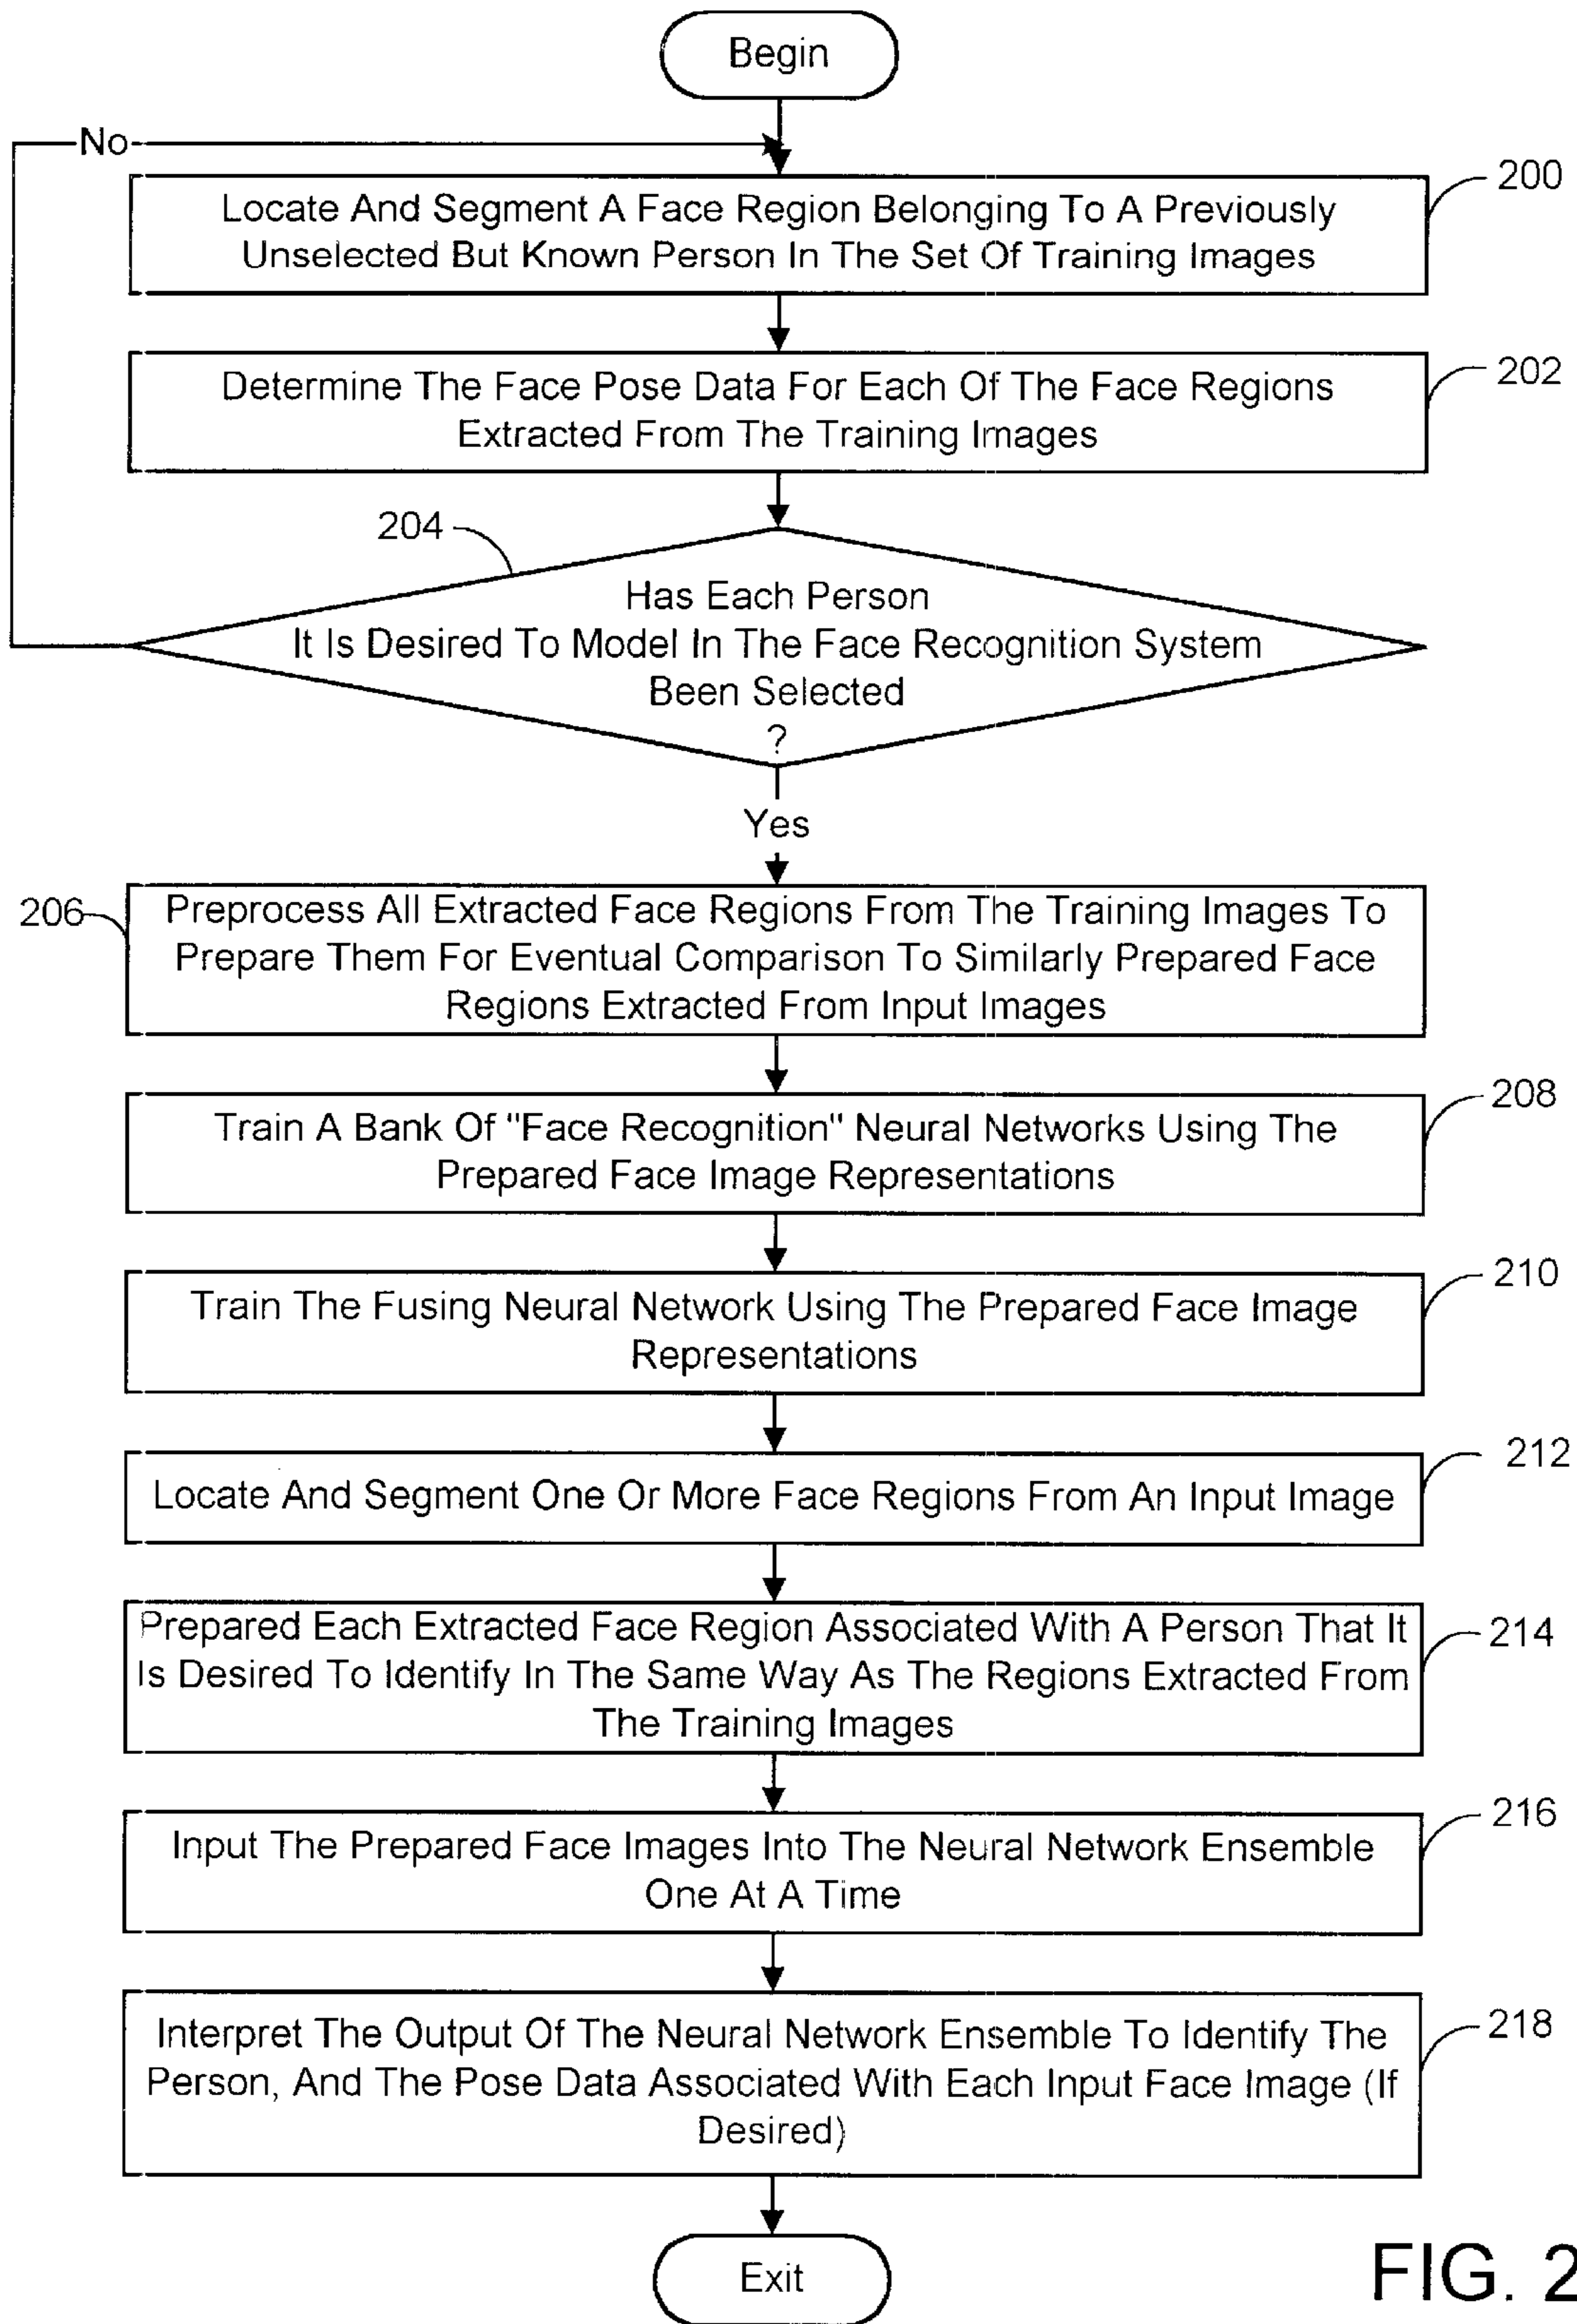 Begin
No
200
Locate And Segment A Face Region Belonging To A Previously
Unselected But Known Person In The Set Of Training Images
202
Determine The Face Pose Data For Each Of The Face Regions
Extracted From The Training Images
204
Has Each Person
It Is Desired To Model In The Face Recognition System
Been Selected
?
Yes
206
Preprocess All Extracted Face Regions From The Training Images To
Prepare Them For Eventual Comparison To Similarly Prepared Face
Regions Extracted From Input Images
208
Train A Bank Of "Face Recognition" Neural Networks Using The
Prepared Face Image Representations
210
Train The Fusing Neural Network Using The Prepared Face Image
Representations
212
Locate And Segment One Or More Face Regions From An Input Image
214
Prepared Each Extracted Face Region Associated With A Person That It
Is Desired To Identify In The Same Way As The Regions Extracted From
The Training Images
216
Input The Prepared Face Images Into The Neural Network Ensemble
One At A Time
218
Interpret The Output Of The Neural Network Ensemble To Identify The
Person, And The Pose Data Associated With Each Input Face Image (If
Desired)
Exit
FIG. 2